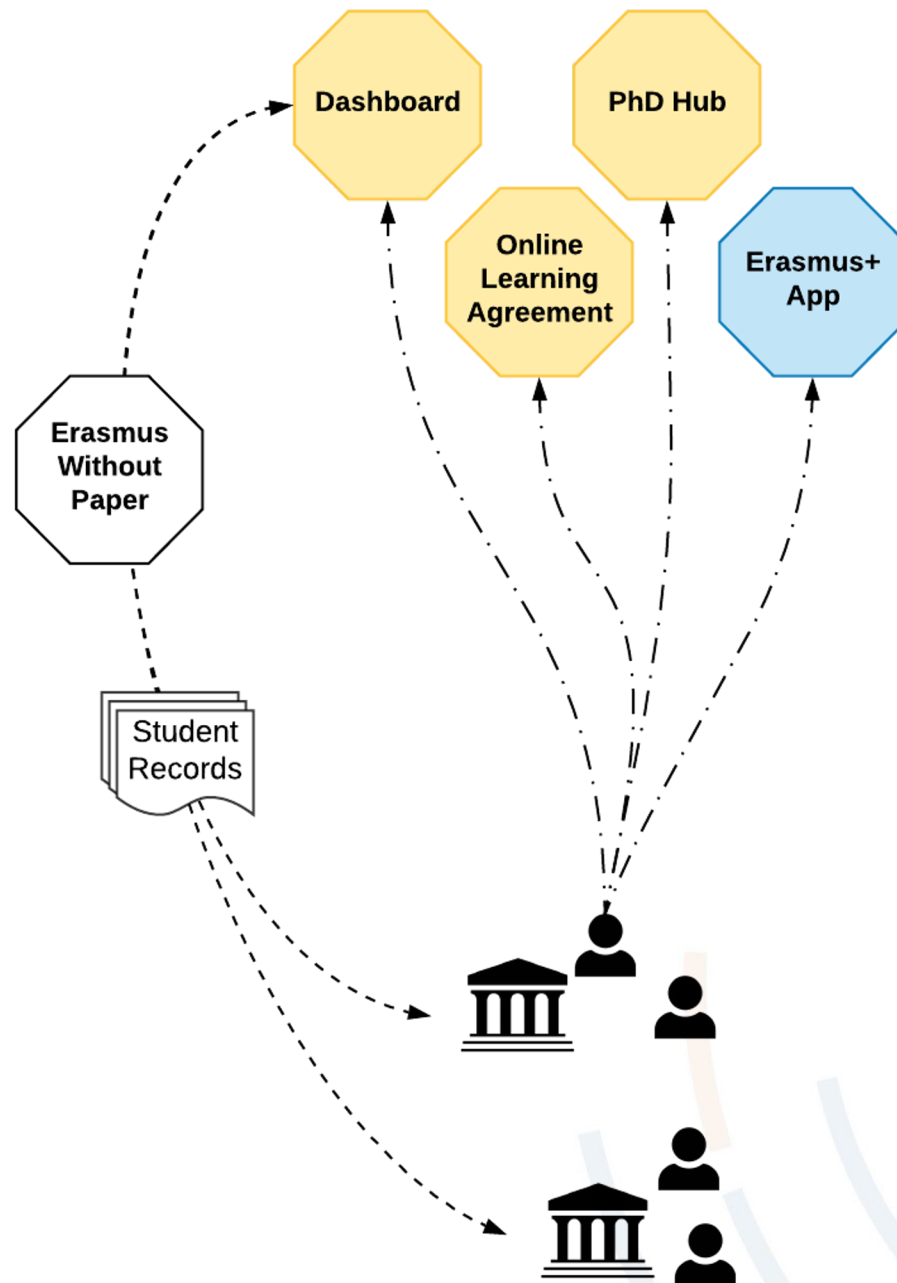 Dashboard
PhD Hub
Online
Learning
Agreement
Erasmus+
App
Erasmus
Without
Paper
Student
Records